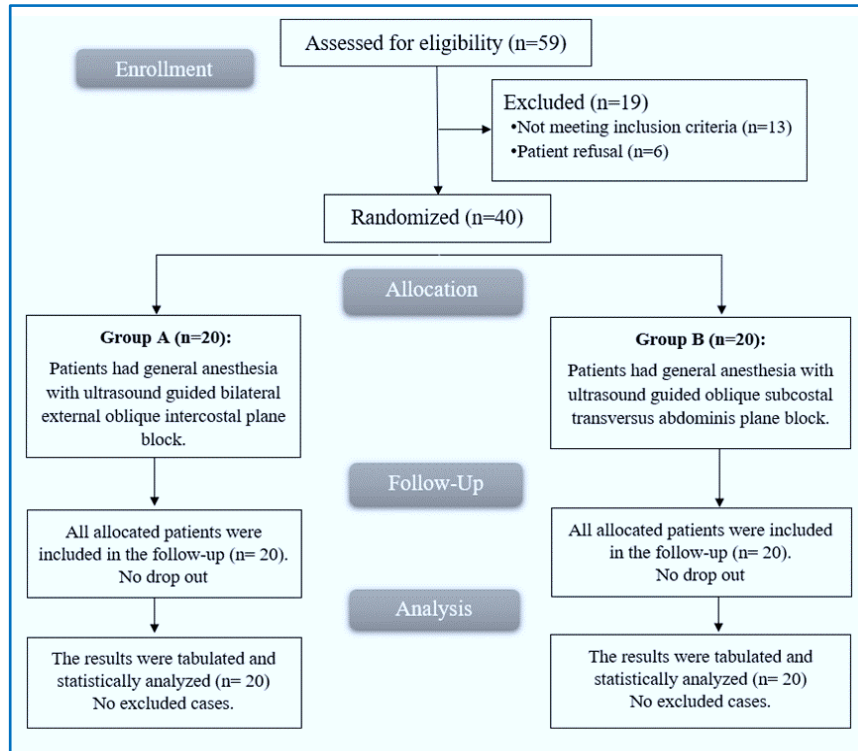 Assessed for eligibility (n=59)
Enrollment
Excluded (n=19)
•Not meeting inclusion criteria (n=13)
•Patient refusal (n=6)
Randomized (n=40)
Allocation
Group A (n=20):
Patients had general anesthesia
with ultrasound guided bilateral
external oblique intercostal plane
block.
Group B (n=20):
Patients had general anesthesia with
ultrasound guided oblique subcostal
transversus abdominis plane block.
Follow-Up
All allocated patients were
included in the follow-up (n= 20).
No drop out
All allocated patients were included
in the follow-up (n= 20).
No drop out
Analysis
The results were tabulated and
statistically analyzed (n= 20)
No excluded cases.
The results were tabulated and
statistically analyzed (n= 20)
No excluded cases.